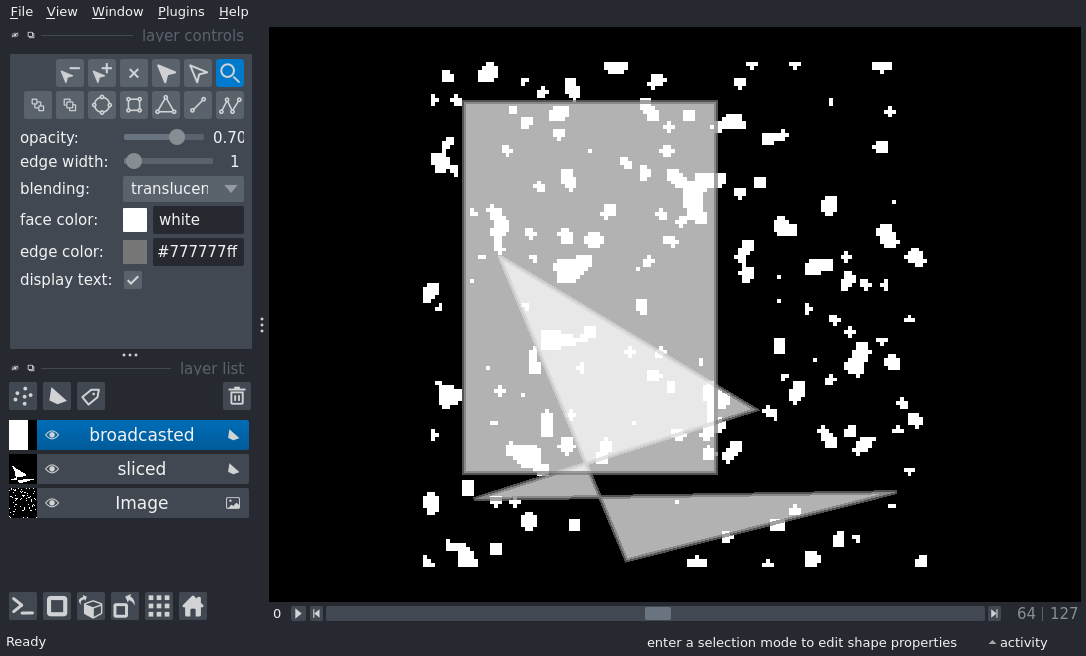 File View Window Plugins Help
layer controls
opacity: 0.70
edge width: 1
blending: translucen
face color: white
edge color: #777777ff
display text:
layer list
broadcasted
sliced
Image
0 64 | 127
Ready enter a selection mode to edit shape properties activity